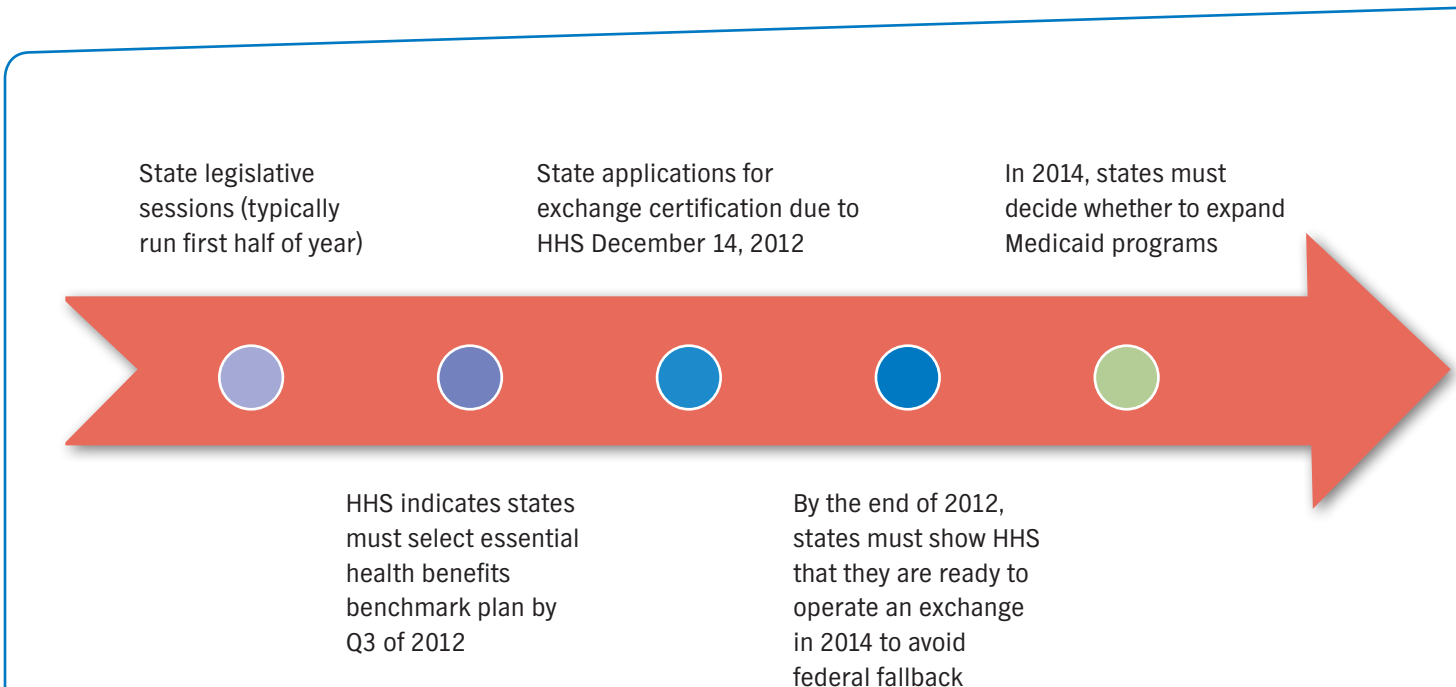 State legislative
sessions (typically
run first half of year)
State applications for
exchange certification due to
HHS December 14, 2012
In 2014, states must
decide whether to expand
Medicaid programs
HHS indicates states
must select essential
health benefits
benchmark plan by
Q3 of 2012
By the end of 2012,
states must show HHS
that they are ready to
operate an exchange
in 2014 to avoid
federal fallback